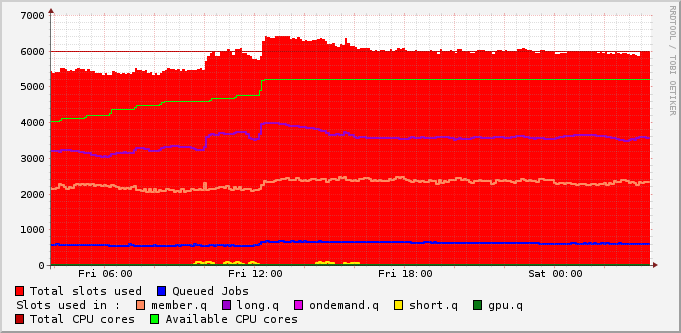 7000
6000
5000
4000
3000
2000
1000
0
Fri 06:00 Fri 12:00 Fri 18:00 Sat 00:00
Total slots used Queued Jobs
Slots used in : member.q long.q ondemand.q short.q gpu.q
Total CPU cores Available CPU cores
RRDTOOL / TOBI OETIKER